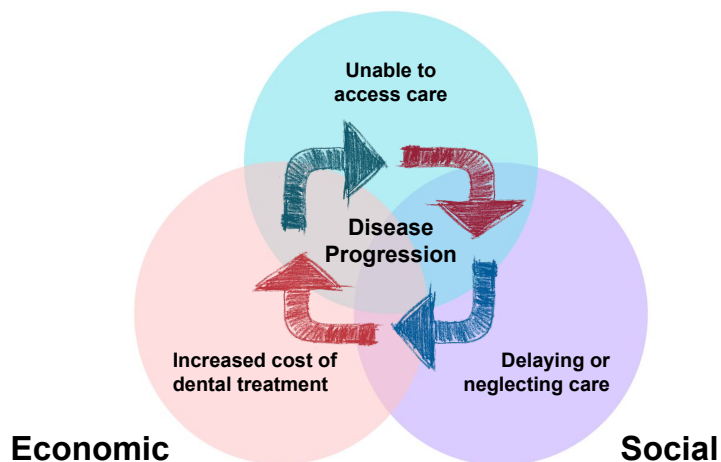 Unable to
access care
Disease
Progression
Increased cost of
dental treatment
Delaying or
neglecting care
Economic
Social